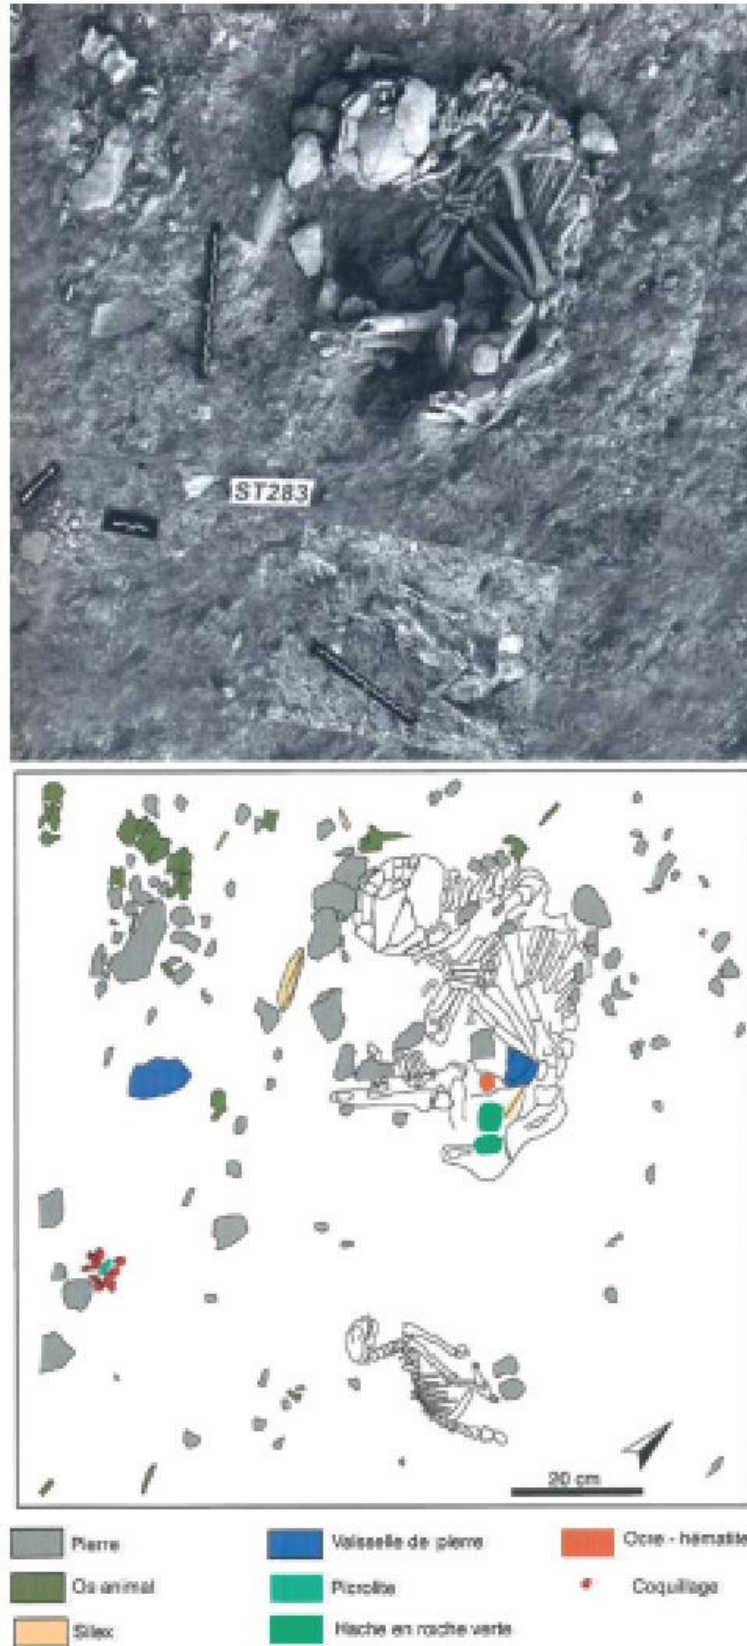 ST283
20 cm
Pierre
Vaisselle de pierre
Ocre - hématite
Os animal
Picrolite
Coquillage
Silex
Hache en roche verte